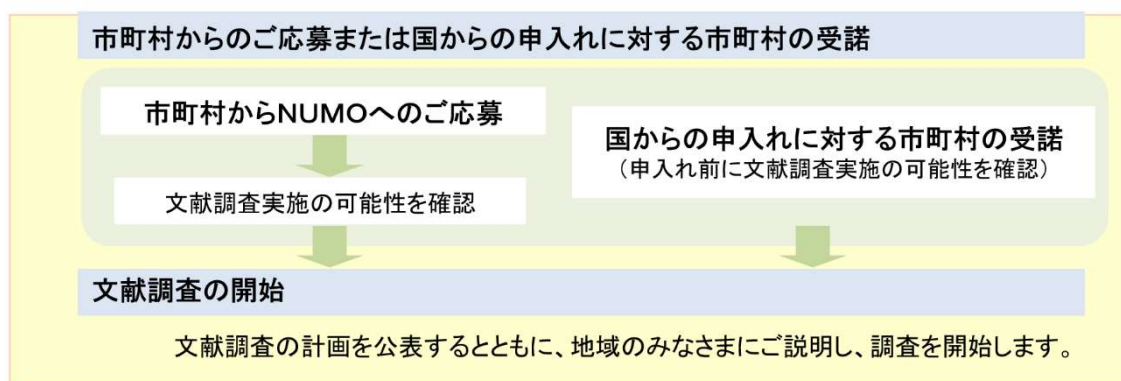 市町村からのご応募または国からの申入れに対する市町村の受諾
市町村からNUMOへのご応募
文献調査実施の可能性を確認
国からの申入れに対する市町村の受諾
(申入れ前に文献調査実施の可能性を確認)
文献調査の開始
文献調査の計画を公表するとともに、地域のみなさまにご説明し、調査を開始します。